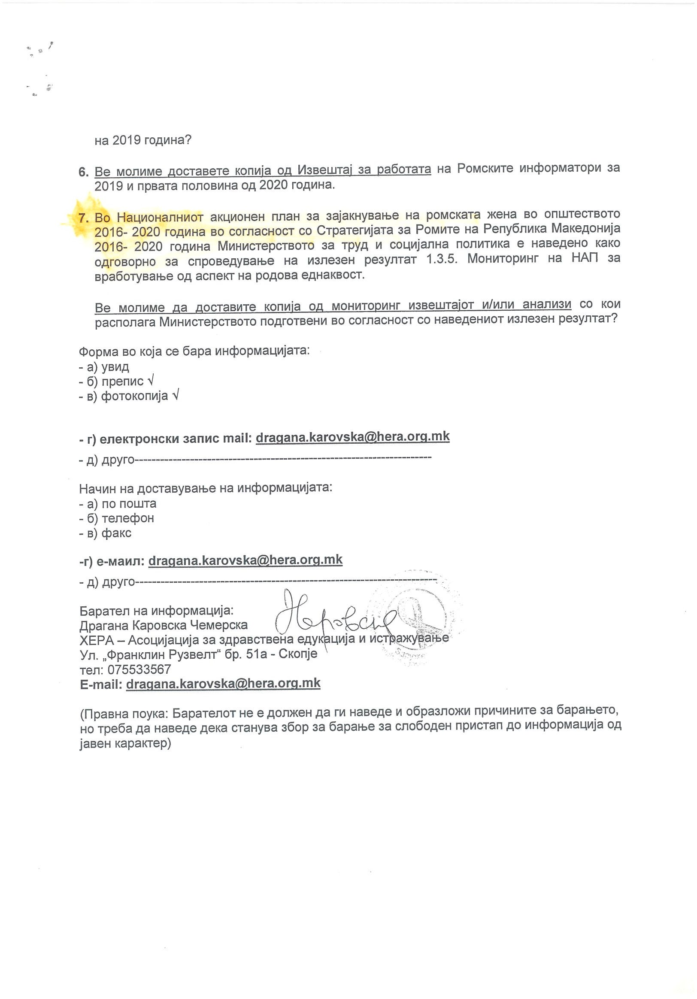 на 2019 година?
6. Ве молиме доставете копија од Извештај за работата на Ромските информатори за
2019 и првата половина од 2020 година.
7. Во Националниот акционен план за зајакнување на ромската жена во општеството
2016- 2020 година во согласност со Стратегијата за Ромите на Република Македонија
2016- 2020 година Министерството за труд и социјална политика е наведено како
одговорно за спроведување на излезен резултат 1.3.5. Мониторинг на НАП за
вработување од аспект на родова еднаквост.
Ве молиме да доставите копија од мониторинг извештајот и/или анализи со кои
располага Министерството подготвени во согласност со наведениот излезен резултат?
Форма во која се бара информацијата:
- а) увид
- б) препис √
- в) фотокопија √
- г) електронски запис mail: dragana.karovska@hera.org.mk
- д) друго----------------------------------------------------------------------
Начин на доставување на информацијата:
- а) по пошта
- б) телефон
- в) факс
-г) е-маил: dragana.karovska@hera.org.mk
- д) друго-----------------------------------------------------------------------
Барател на информација:
Драгана Каровска Чемерска
ХЕРА – Асоцијација за здравствена едукација и истражување
Ул. „Франклин Рузвелт“ бр. 51а - Скопје
тел: 075533567
E-mail: dragana.karovska@hera.org.mk
(Правна поука: Барателот не е должен да ги наведе и образложи причините за барањето,
но треба да наведе дека станува збор за барање за слободен пристап до информација од
јавен карактер)